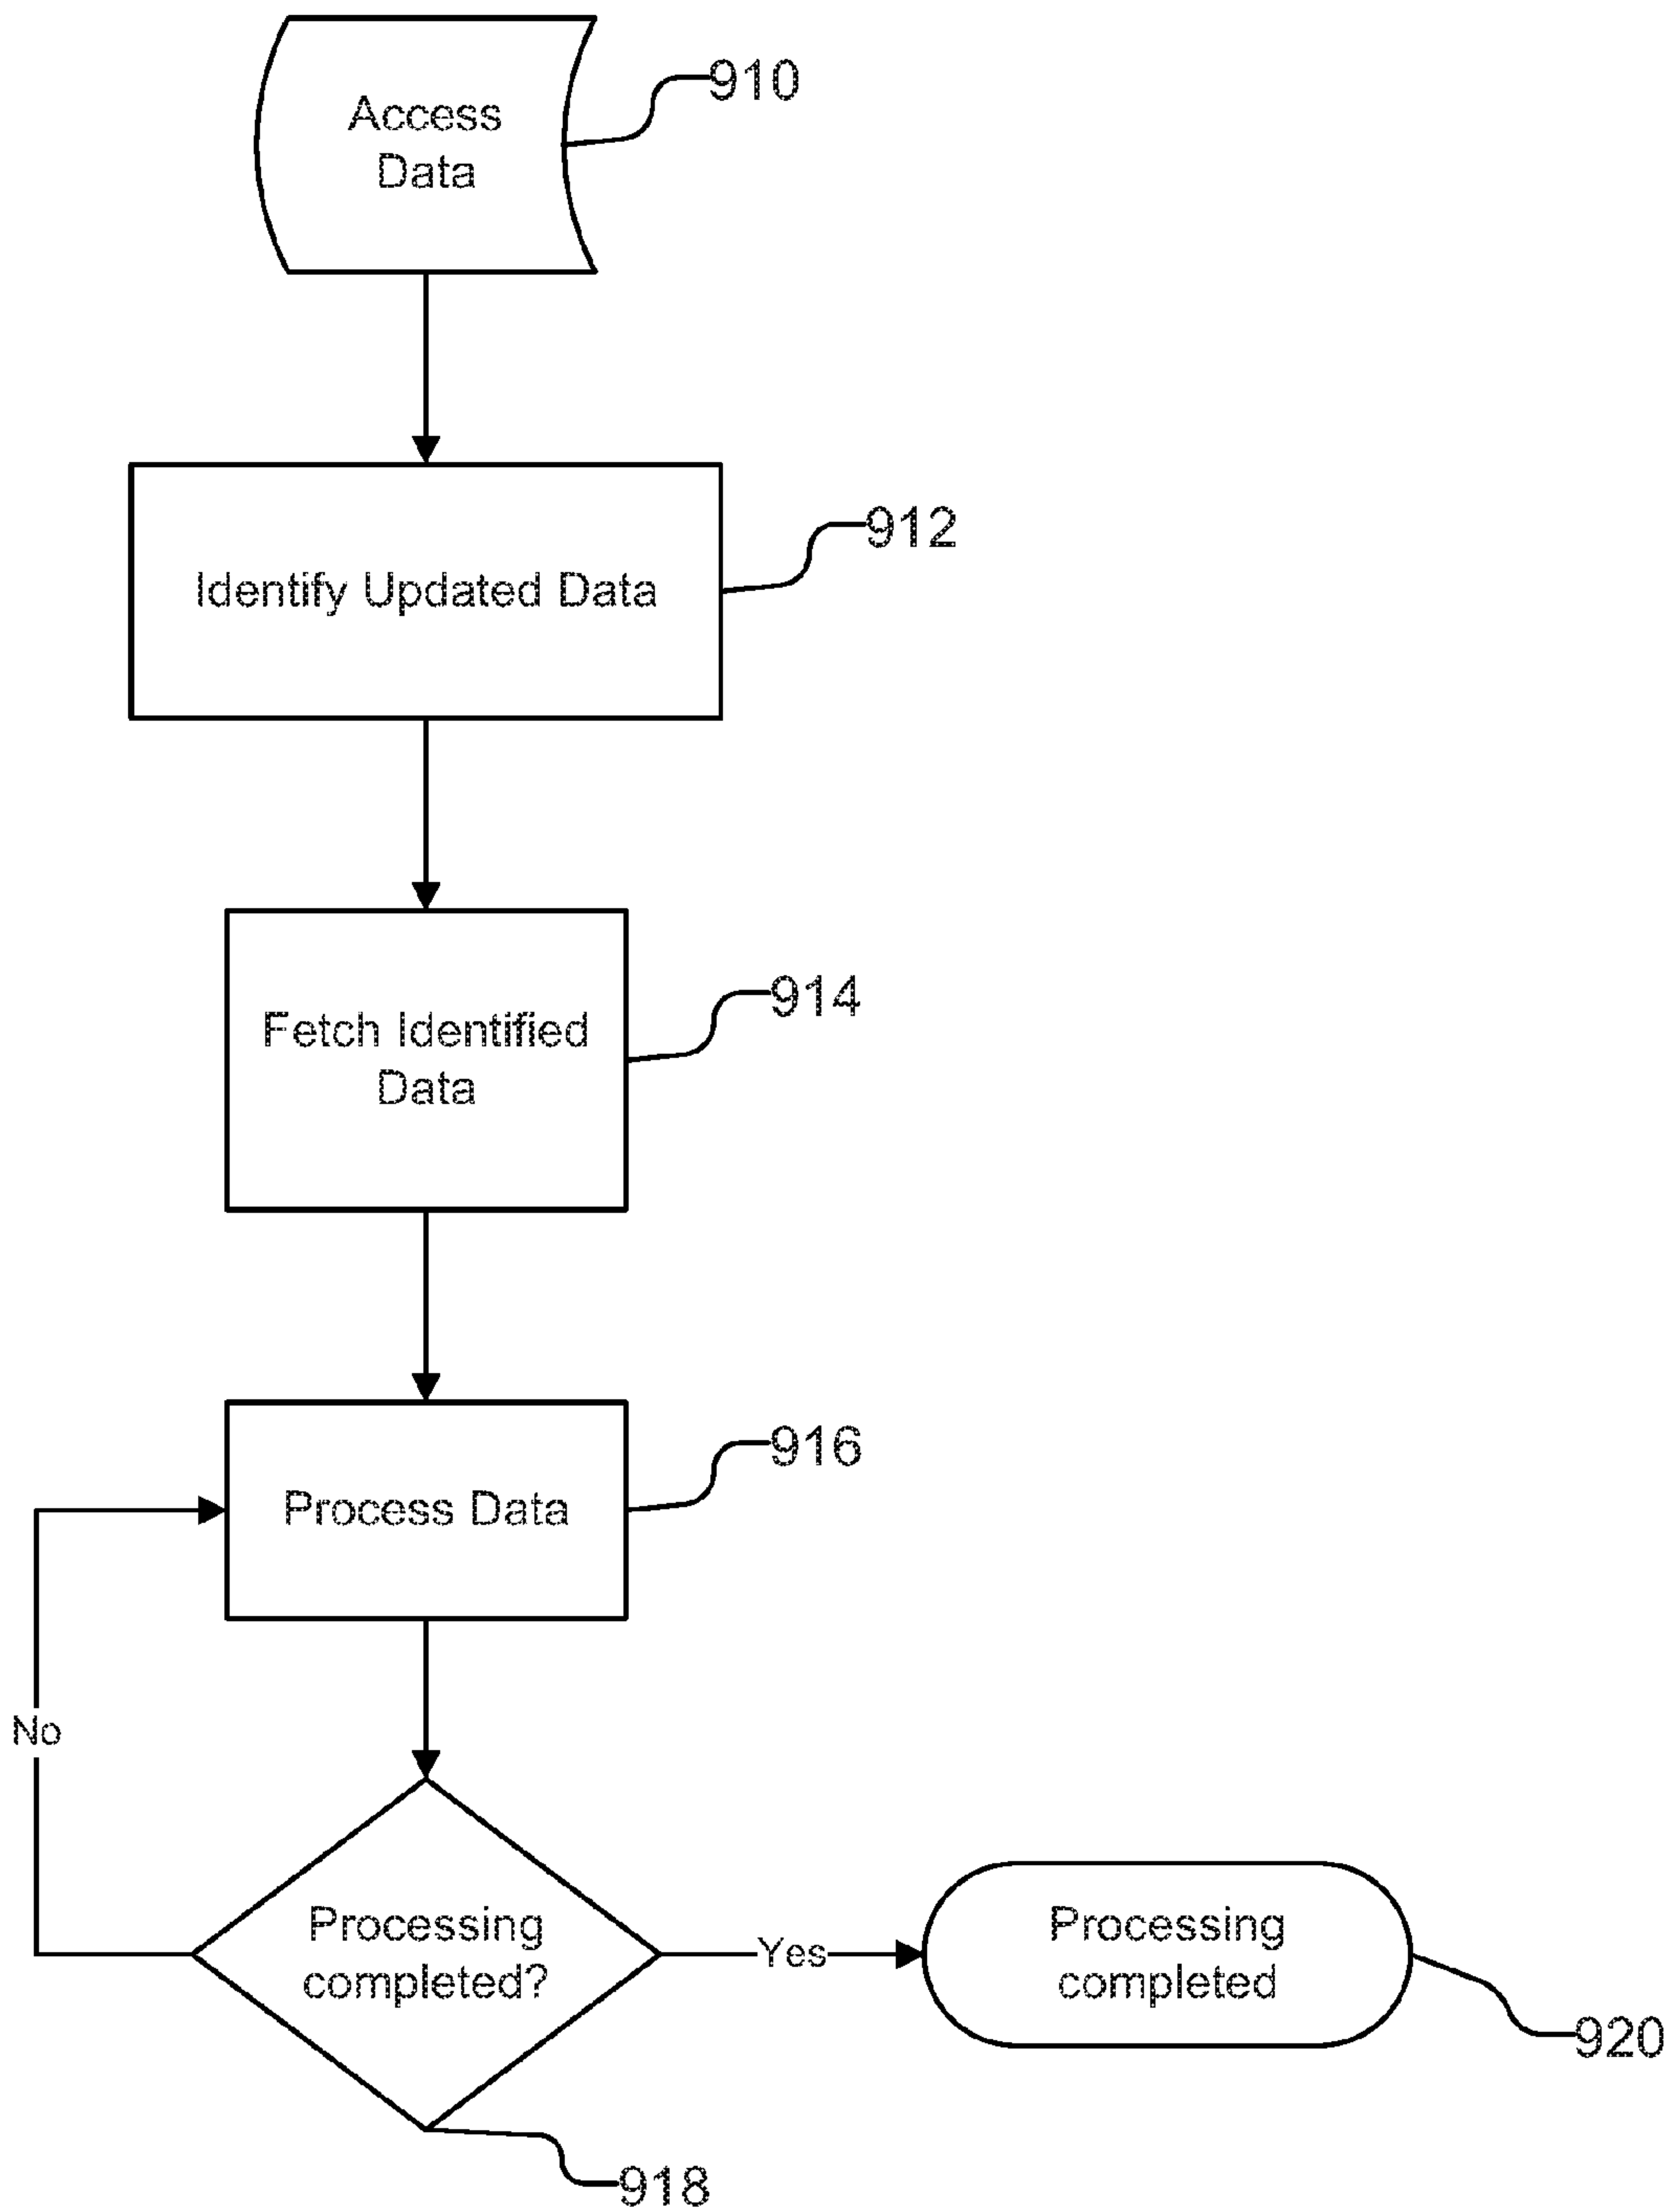 Access
Data
910
Identify Updated Data
912
Fetch Identified
Data
914
Process Data
916
No
Processing
completed?
Yes
Processing
completed
920
918